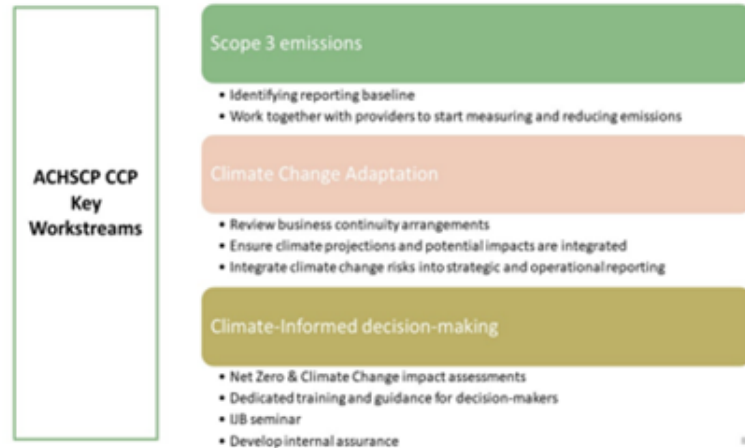 ACHSCP CCP
Key
Workstreams
Scope 3 emissions
• Identifying reporting baseline
• Work together with providers to start measuring and reducing emissions
Climate Change Adaptation
• Review business continuity arrangements
• Ensure climate projections and potential impacts are integrated
• Integrate climate change risks into strategic and operational reporting
Climate-Informed decision-making
• Net Zero & Climate Change impact assessments
• Dedicated training and guidance for decision-makers
• IJB seminar
• Develop internal assurance